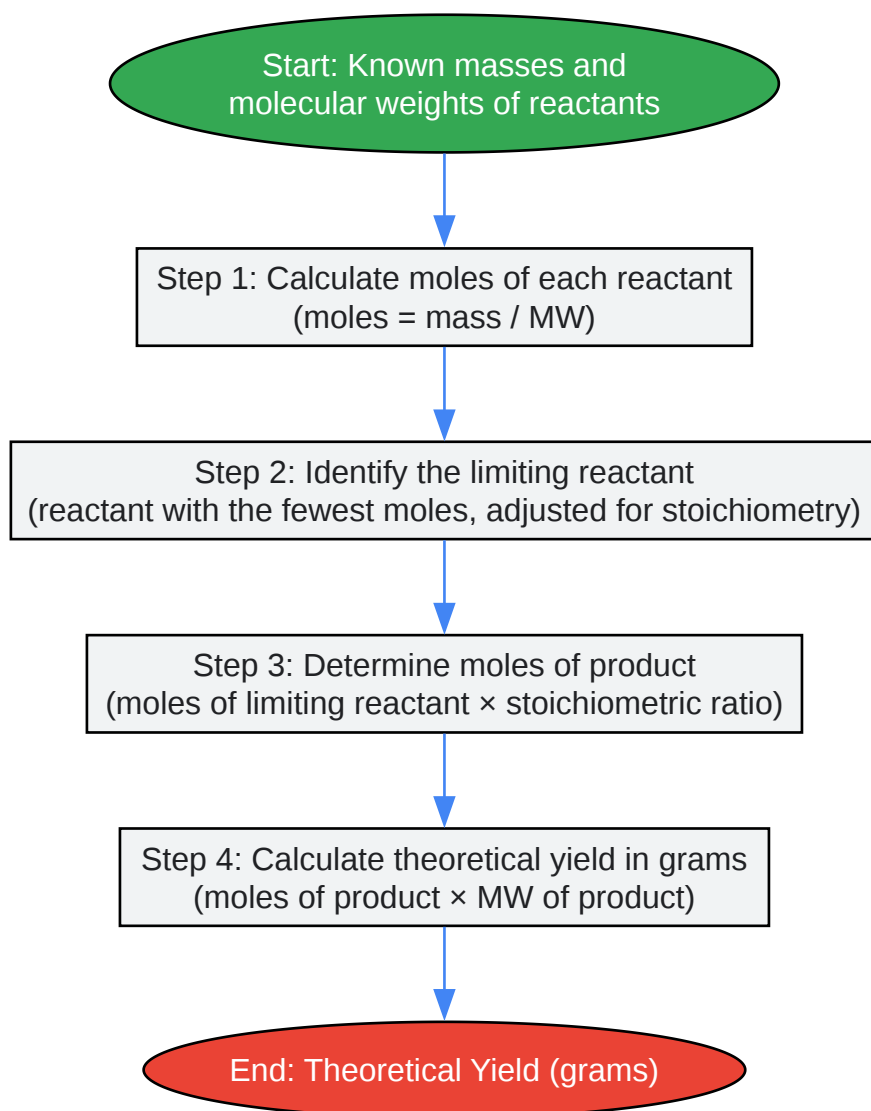 Start: Known masses and
molecular weights of reactants
Step 1: Calculate moles of each reactant
(moles = mass / MW)
Step 2: Identify the limiting reactant
(reactant with the fewest moles, adjusted for stoichiometry)
Step 3: Determine moles of product
(moles of limiting reactant × stoichiometric ratio)
Step 4: Calculate theoretical yield in grams
(moles of product × MW of product)
End: Theoretical Yield (grams)